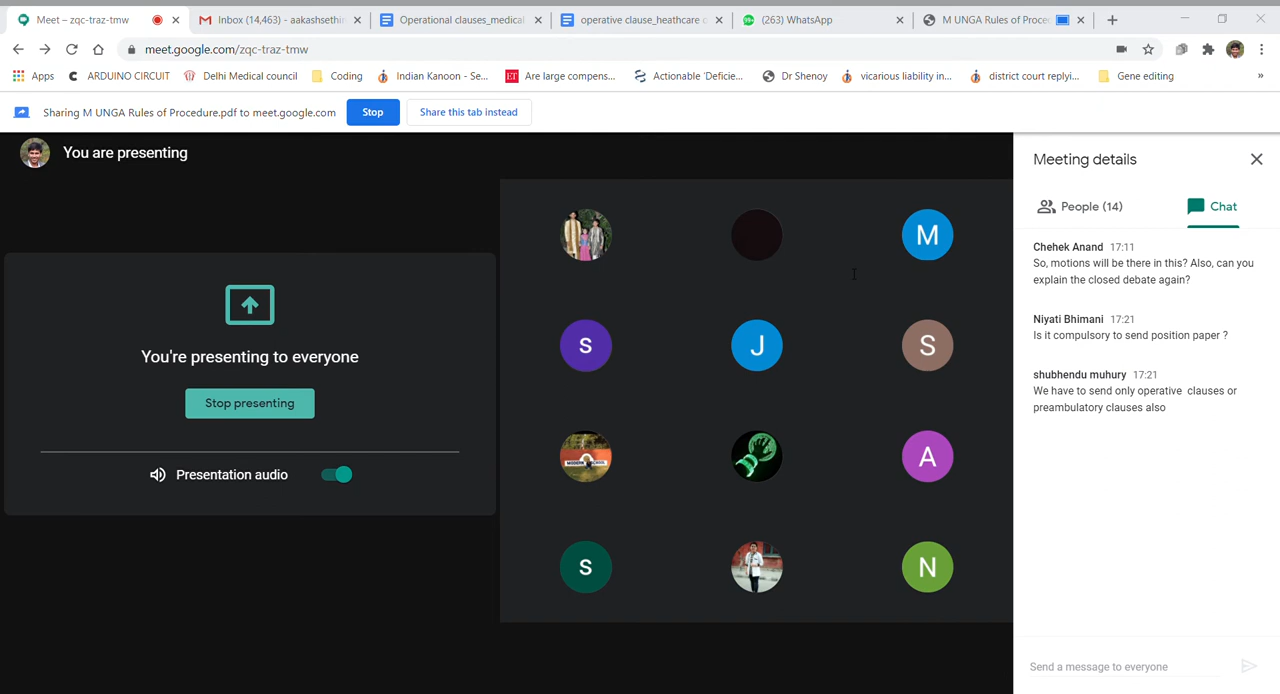 Meet – zqc-traz-tmw
Inbox (14,463) - aakashsethi
Operational clauses_medical
operative clause_heathcare c
(263) WhatsApp
M UNGA Rules of Proce
meet.google.com/zqc-traz-tmw
Apps
ARDUINO CIRCUIT
Delhi Medical council
Coding
Indian Kanoon - Se...
ET
Are large compens...
Actionable 'Deficie...
Dr Shenoy
vicarious liability in...
district court replyi...
Gene editing
»
Sharing M UNGA Rules of Procedure.pdf to meet.google.com
Stop
Share this tab instead
You are presenting
You're presenting to everyone
Stop presenting
Presentation audio
M
S
J
S
MODERN SCHOOL
A
S
N
Meeting details
People (14)
Chat
Chehek Anand 17:11
So, motions will be there in this? Also, can you
explain the closed debate again?
Niyati Bhimani 17:21
Is it compulsory to send position paper ?
shubhendu muhury 17:21
We have to send only operative clauses or
preambulatory clauses also
Send a message to everyone